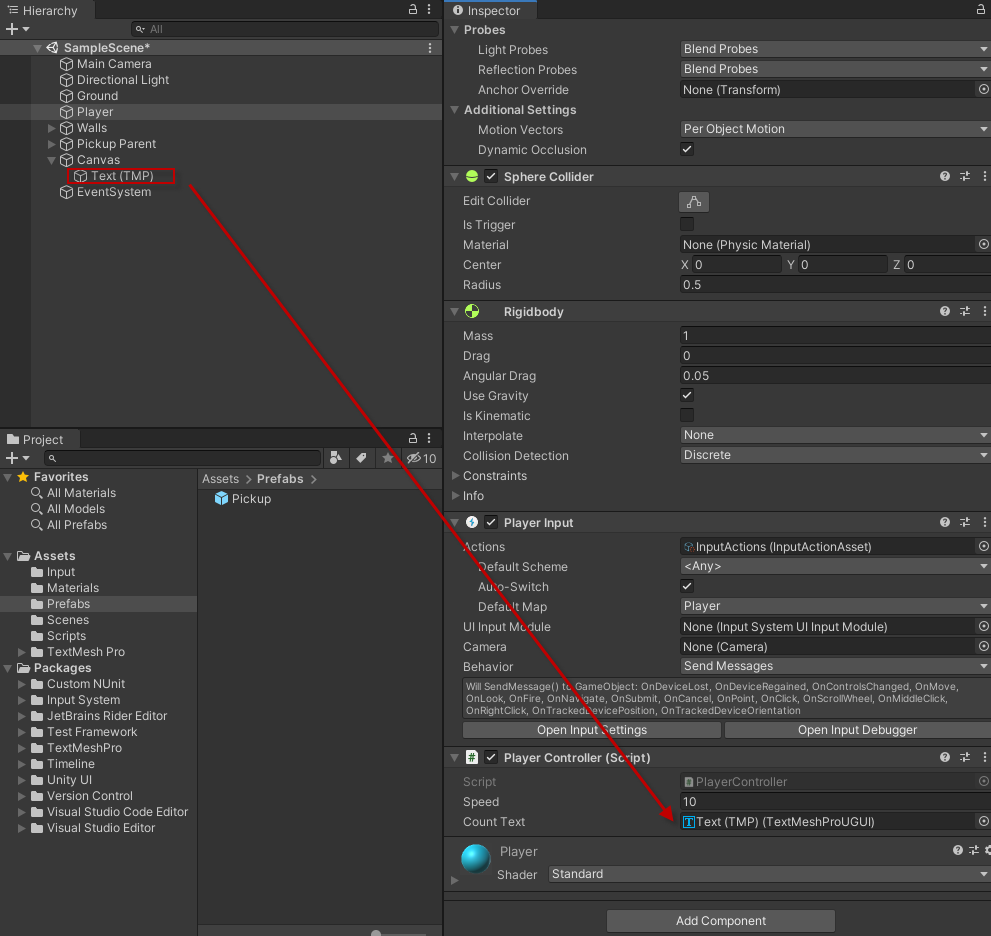 Hierarchy
All
SampleScene*
Main Camera
Directional Light
Ground
Player
Walls
Pickup Parent
Canvas
Text (TMP)
EventSystem
Project
10
Favorites
All Materials
All Models
All Prefabs
Assets
Input
Materials
Prefabs
Scenes
Scripts
TextMesh Pro
Packages
Custom NUnit
Input System
JetBrains Rider Editor
Test Framework
TextMeshPro
Timeline
Unity UI
Version Control
Visual Studio Code Editor
Visual Studio Editor
Assets > Prefabs >
Pickup
Inspector
Probes
Light Probes Blend Probes
Reflection Probes Blend Probes
Anchor Override None (Transform)
Additional Settings
Motion Vectors Per Object Motion
Dynamic Occlusion
Sphere Collider
Edit Collider
Is Trigger
Material None (Physic Material)
Center X 0 Y 0 Z 0
Radius 0.5
Rigidbody
Mass 1
Drag 0
Angular Drag 0.05
Use Gravity
Is Kinematic
Interpolate None
Collision Detection Discrete
Constraints
Info
Player Input
Actions InputActions (InputActionAsset)
Default Scheme <Any>
Auto-Switch
Default Map Player
UI Input Module None (Input System UI Input Module)
Camera None (Camera)
Behavior Send Messages
Will SendMessage() to GameObject: OnDeviceLost, OnDeviceRegained, OnControlsChanged, OnMove,
OnLook, OnFire, OnNavigate, OnSubmit, OnCancel, OnPoint, OnClick, OnScrollWheel, OnMiddleClick,
OnRightClick, OnTrackedDevicePosition, OnTrackedDeviceOrientation
Open Input Settings Open Input Debugger
# Player Controller (Script)
Script PlayerController
Speed 10
Count Text Text (TMP) (TextMeshProUGUI)
Player
Shader Standard
Add Component